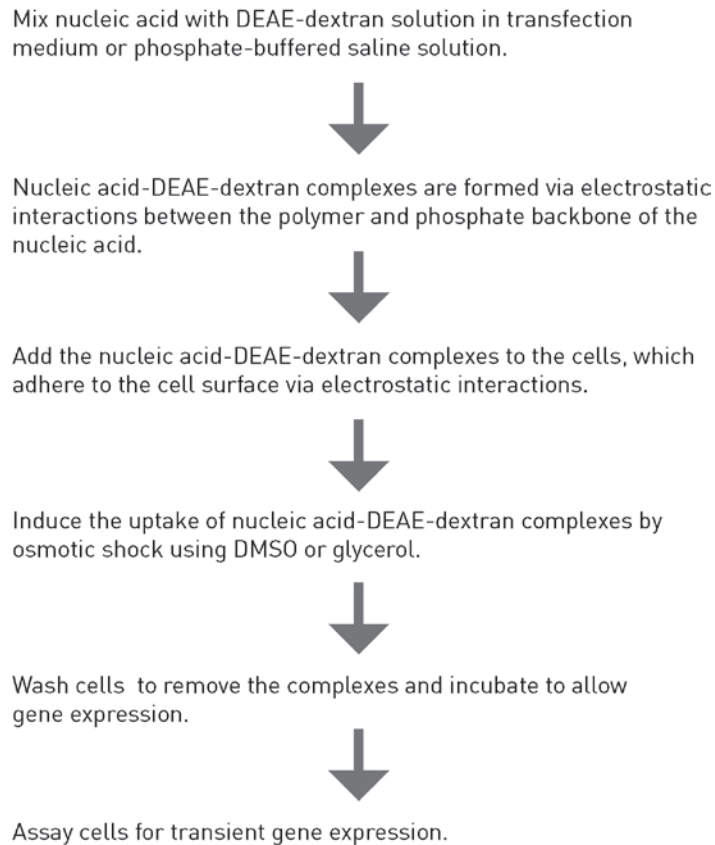 Mix nucleic acid with DEAE-dextran solution in transfection
medium or phosphate-buffered saline solution.
Nucleic acid-DEAE-dextran complexes are formed via electrostatic
interactions between the polymer and phosphate backbone of the
nucleic acid.
Add the nucleic acid-DEAE-dextran complexes to the cells, which
adhere to the cell surface via electrostatic interactions.
Induce the uptake of nucleic acid-DEAE-dextran complexes by
osmotic shock using DMSO or glycerol.
Wash cells  to remove the complexes and incubate to allow
gene expression.
Assay cells for transient gene expression.